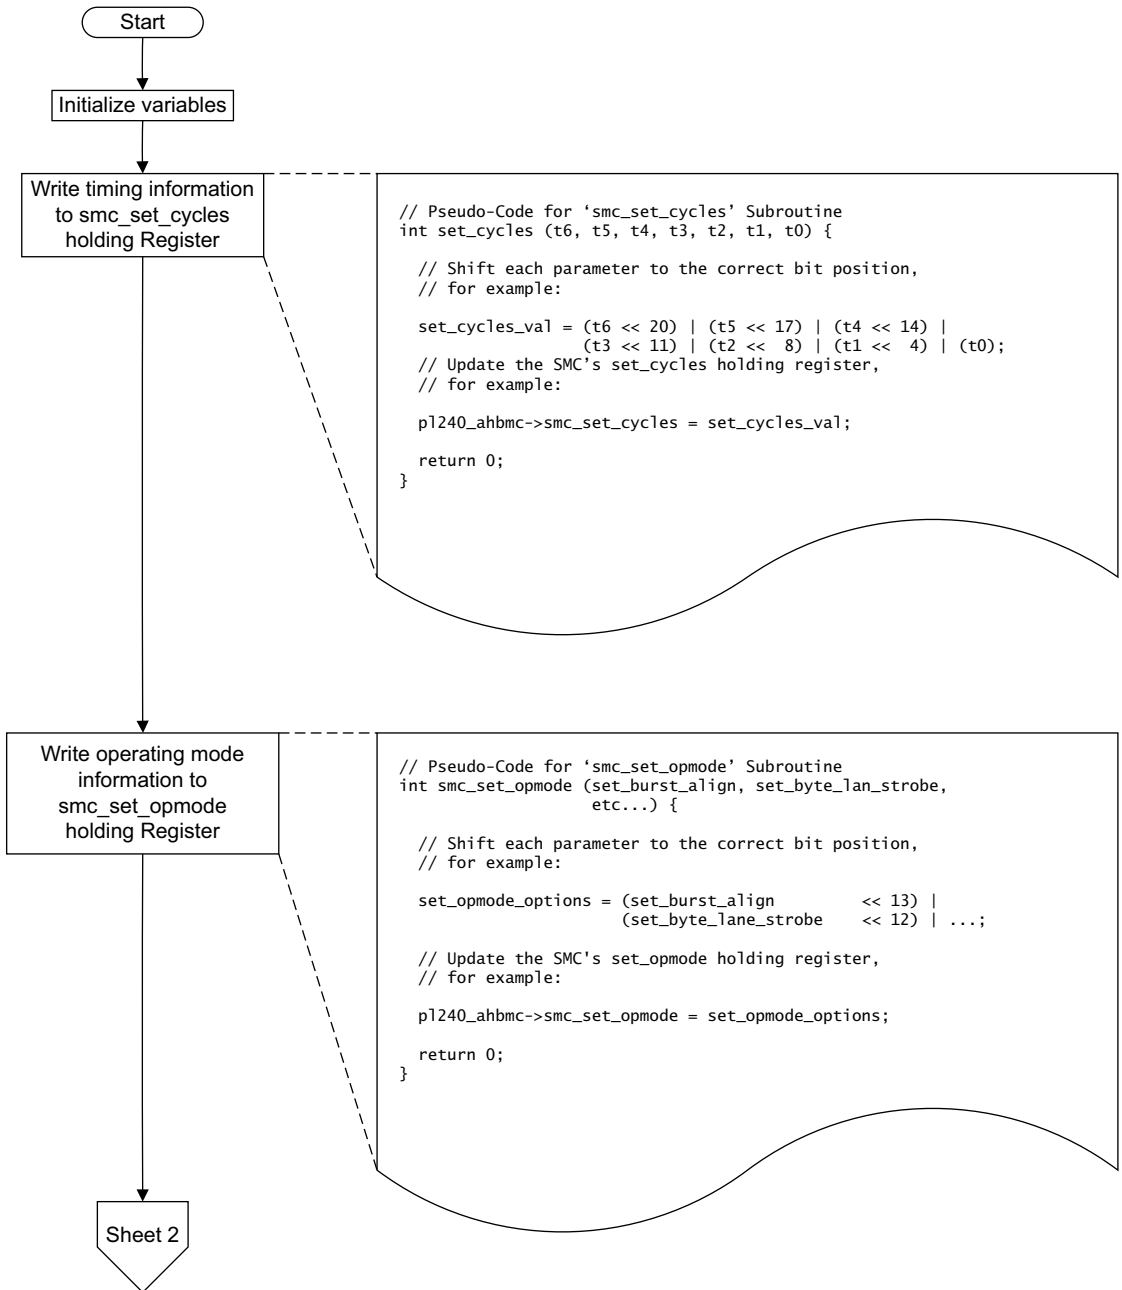 Start
Initialize variables
Write timing information
to smc_set_cycles
holding Register
// Pseudo-Code for ‘smc_set_cycles’ Subroutine
int set_cycles (t6, t5, t4, t3, t2, t1, t0) {
// Shift each parameter to the correct bit position,
// for example:
set_cycles_val = (t6 << 20) | (t5 << 17) | (t4 << 14) |
(t3 << 11) | (t2 <<  8) | (t1 <<  4) | (t0);
// Update the SMC’s set_cycles holding register,
// for example:
pl240_ahbmc->smc_set_cycles = set_cycles_val;
return 0;
}
Write operating mode
information to
smc_set_opmode
holding Register
// Pseudo-Code for ‘smc_set_opmode’ Subroutine
int smc_set_opmode (set_burst_align, set_byte_lan_strobe,
etc...) {
// Shift each parameter to the correct bit position,
// for example:
set_opmode_options = (set_burst_align         << 13) |
(set_byte_lane_strobe    << 12) | ...;
// Update the SMC's set_opmode holding register,
// for example:
pl240_ahbmc->smc_set_opmode = set_opmode_options;
return 0;
}
Sheet 2